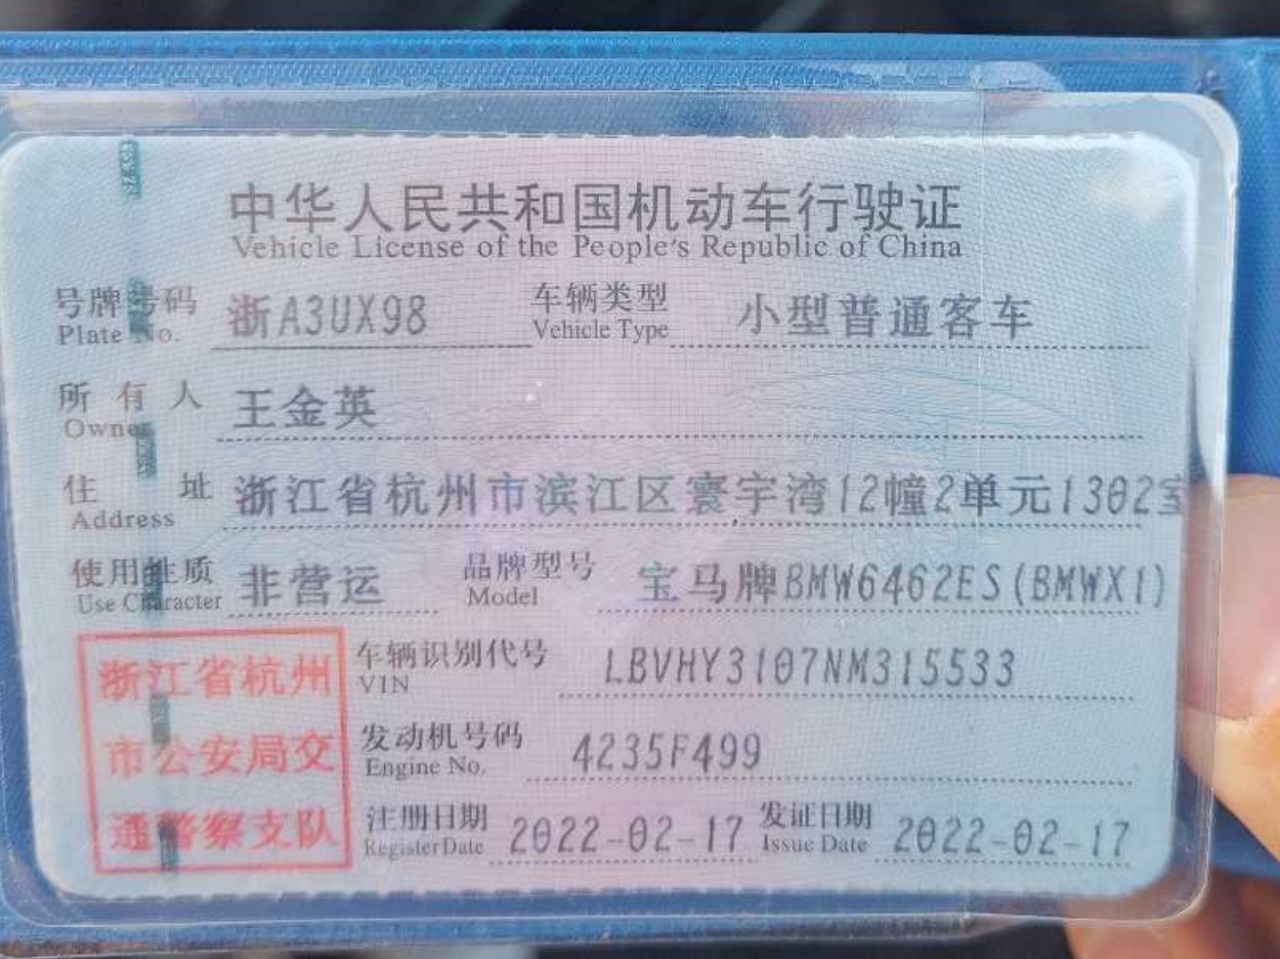 中华人民共和国机动车行驶证
Vehicle License of the People's Republic of China
号牌号码 浙A3UX98 车辆类型 小型普通客车
Plate No. Vehicle Type
所有人 王金英
Owner
住址 浙江省杭州市滨江区寰宇湾12幢2单元1302室
Address
使用性质 非营运 品牌型号 宝马牌BMW6462ES(BMWX1)
Use Character Model
浙江省杭州
市公安局交
通警察支队
车辆识别代号 LBVHY3107NM315533
VIN
发动机号码 4235F499
Engine No.
注册日期 2022-02-17 发证日期 2022-02-17
Register Date Issue Date